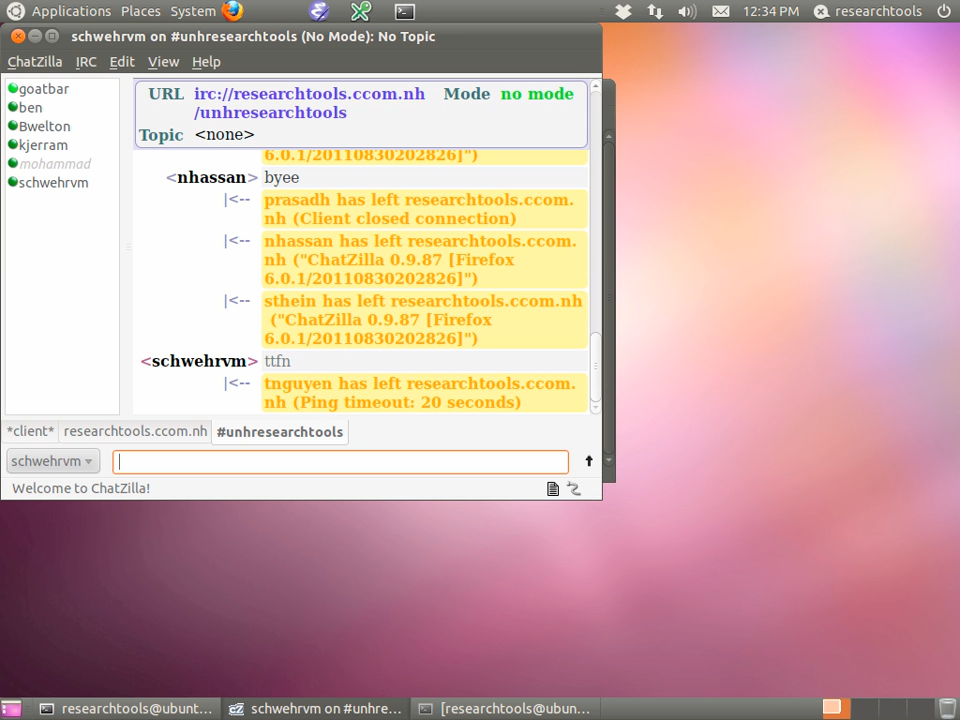 Applications Places System 12:34 PM researchtools
schwehrvm on #unhresearchtools (No Mode): No Topic
ChatZilla IRC Edit View Help
goatbar
ben
Bwelton
kjerram
mohammad
schwehrvm
URL irc://researchtools.ccom.nh Mode no mode
/unhresearchtools
Topic <none>
6.0.1/20110830202826]")
<nhassan> byee
|<-- prasadh has left researchtools.ccom.
nh (Client closed connection)
|<-- nhassan has left researchtools.ccom.
nh ("ChatZilla 0.9.87 [Firefox
6.0.1/20110830202826]")
|<-- sthein has left researchtools.ccom.nh
("ChatZilla 0.9.87 [Firefox
6.0.1/20110830202826]")
<schwehrvm> ttfn
|<-- tnguyen has left researchtools.ccom.
nh (Ping timeout: 20 seconds)
*client* researchtools.ccom.nh #unhresearchtools
schwehrvm
Welcome to ChatZilla!
researchtools@ubunt... cZ schwehrvm on #unhre... [researchtools@ubun...